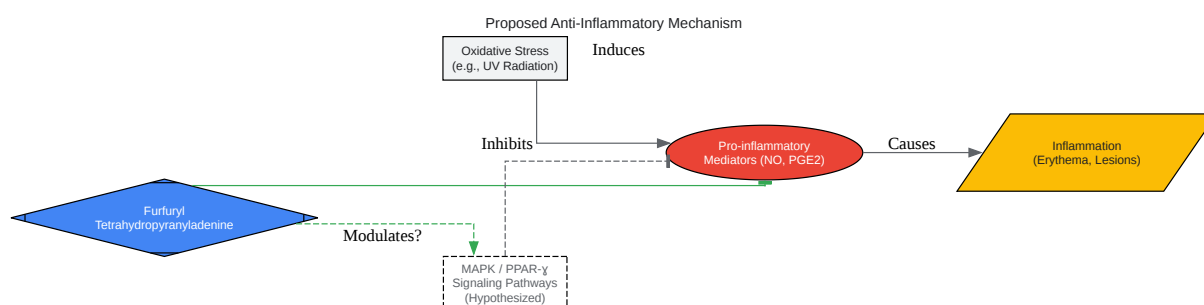 Proposed Anti-Inflammatory Mechanism
Oxidative Stress
(e.g., UV Radiation)
Induces
Inhibits
Pro-inflammatory
Mediators (NO, PGE2)
Causes
Inflammation
(Erythema, Lesions)
Furfuryl
Tetrahydropyranyladenine
Modulates?
MAPK / PPAR-ɣ
Signaling Pathways
(Hypothesized)